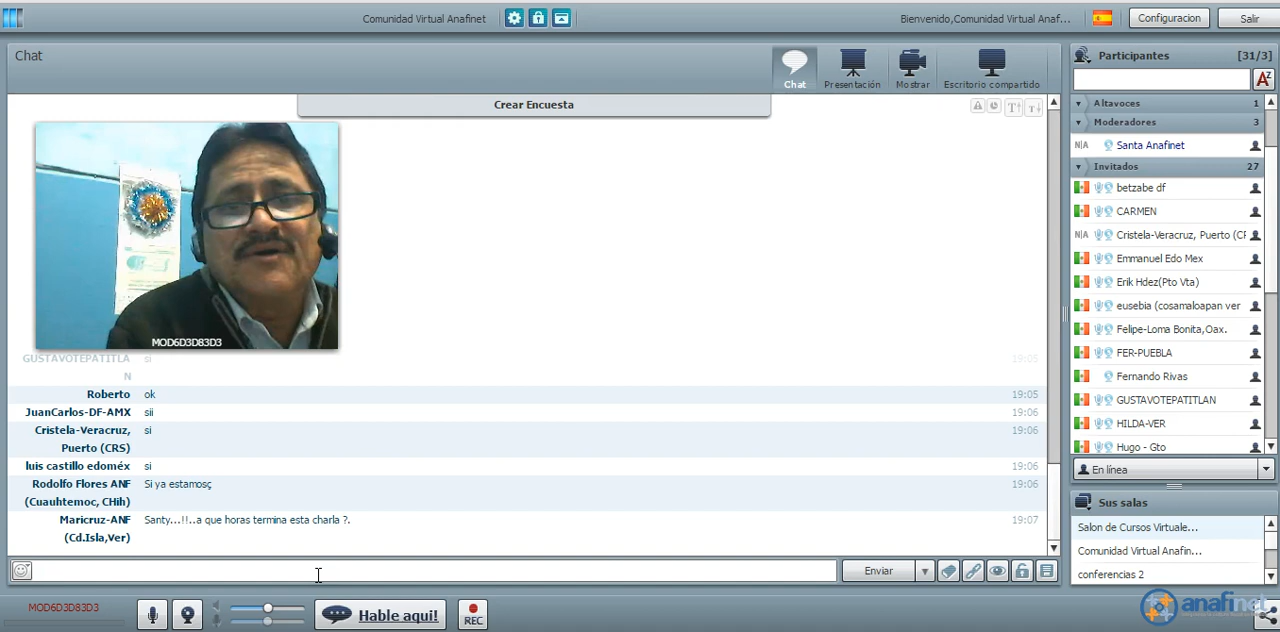 Comunidad Virtual Anafinet
Bienvenido,Comunidad Virtual Anaf...
Configuracion
Salir
Chat
Chat
Presentación
Mostrar
Escritorio compartido
Participantes
[31/3]
Crear Encuesta
Altavoces 1
Moderadores 3
N|A Santa Anafinet
Invitados 27
betzabe df
CARMEN
N|A Cristela-Veracruz, Puerto (CF
Emmanuel Edo Mex
Erik Hdez(Pto Vta)
eusebia (cosamaloapan ver
Felipe-Loma Bonita,Oax.
FER-PUEBLA
Fernando Rivas
GUSTAVOTEPATITLAN
HILDA-VER
Hugo - Gto
En línea
Sus salas
Salon de Cursos Virtuale...
Comunidad Virtual Anafin...
conferencias 2
MOD6D3D83D3
GUSTAVOTEPATITLA si 19:05
N
Roberto ok 19:05
JuanCarlos-DF-AMX sii 19:06
Cristela-Veracruz, si 19:06
Puerto (CRS)
luis castillo edoméx si 19:06
Rodolfo Flores ANF Si ya estamosç 19:06
(Cuauhtemoc, CHih)
Maricruz-ANF Santy...!!..a que horas termina esta charla ?. 19:07
(Cd.Isla,Ver)
Enviar
MOD6D3D83D3
Hable aqui!
REC
anafinet